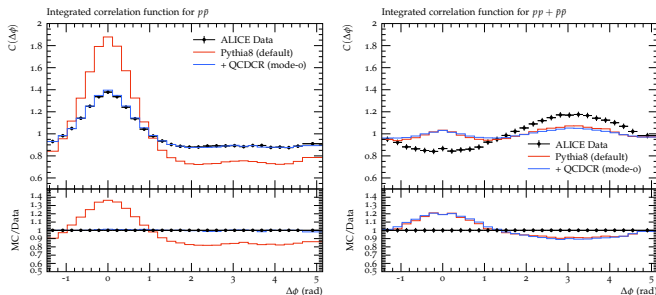 Integrated correlation function for pp̄
C(Δϕ)
2
1.8
1.6
1.4
1.2
1
0.8
0.6
ALICE Data
Pythia8 (default)
+ QCDCR (mode-0)
MC/Data
1.4
1.3
1.2
1.1
1.0
0.9
0.8
0.7
0.6
0.5
-1 0 1 2 3 4 5
Δϕ (rad)
Integrated correlation function for pp + p̄p̄
C(Δϕ)
2
1.8
1.6
1.4
1.2
1
0.8
0.6
ALICE Data
Pythia8 (default)
+ QCDCR (mode-0)
MC/Data
1.4
1.3
1.2
1.1
1.0
0.9
0.8
0.7
0.6
0.5
-1 0 1 2 3 4 5
Δϕ (rad)